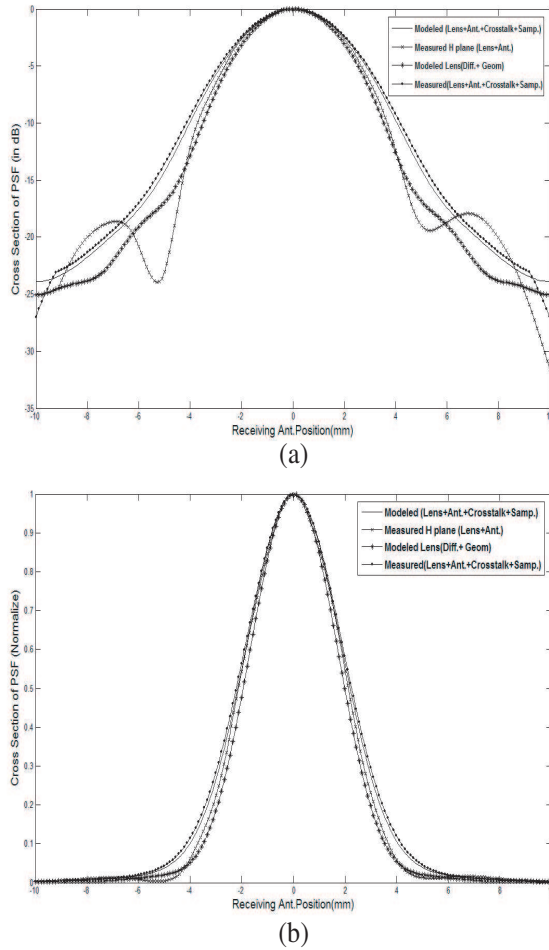 0
-5
-10
-15
-20
-25
-30
-35
Cross Section of PSF (in dB)
Modeled (Lens+Ant.+Crosstalk+Samp.)
Measured H plane (Lens+Ant.)
Modeled Lens(Diff.+ Geom)
Measured(Lens+Ant.+Crosstalk+Samp.)
-10 -8 -6 -4 -2 0 2 4 6 8 10
Receiving Ant.Position(mm)
(a)
1
0.9
0.8
0.7
0.6
0.5
0.4
0.3
0.2
0.1
0
Cross Section of PSF (Normalize)
Modeled (Lens+Ant.+Crosstalk+Samp.)
Measured H plane (Lens+Ant.)
Modeled Lens(Diff.+ Geom)
Measured(Lens+Ant.+Crosstalk+Samp.)
-10 -8 -6 -4 -2 0 2 4 6 8 10
Receiving Ant.Position(mm)
(b)